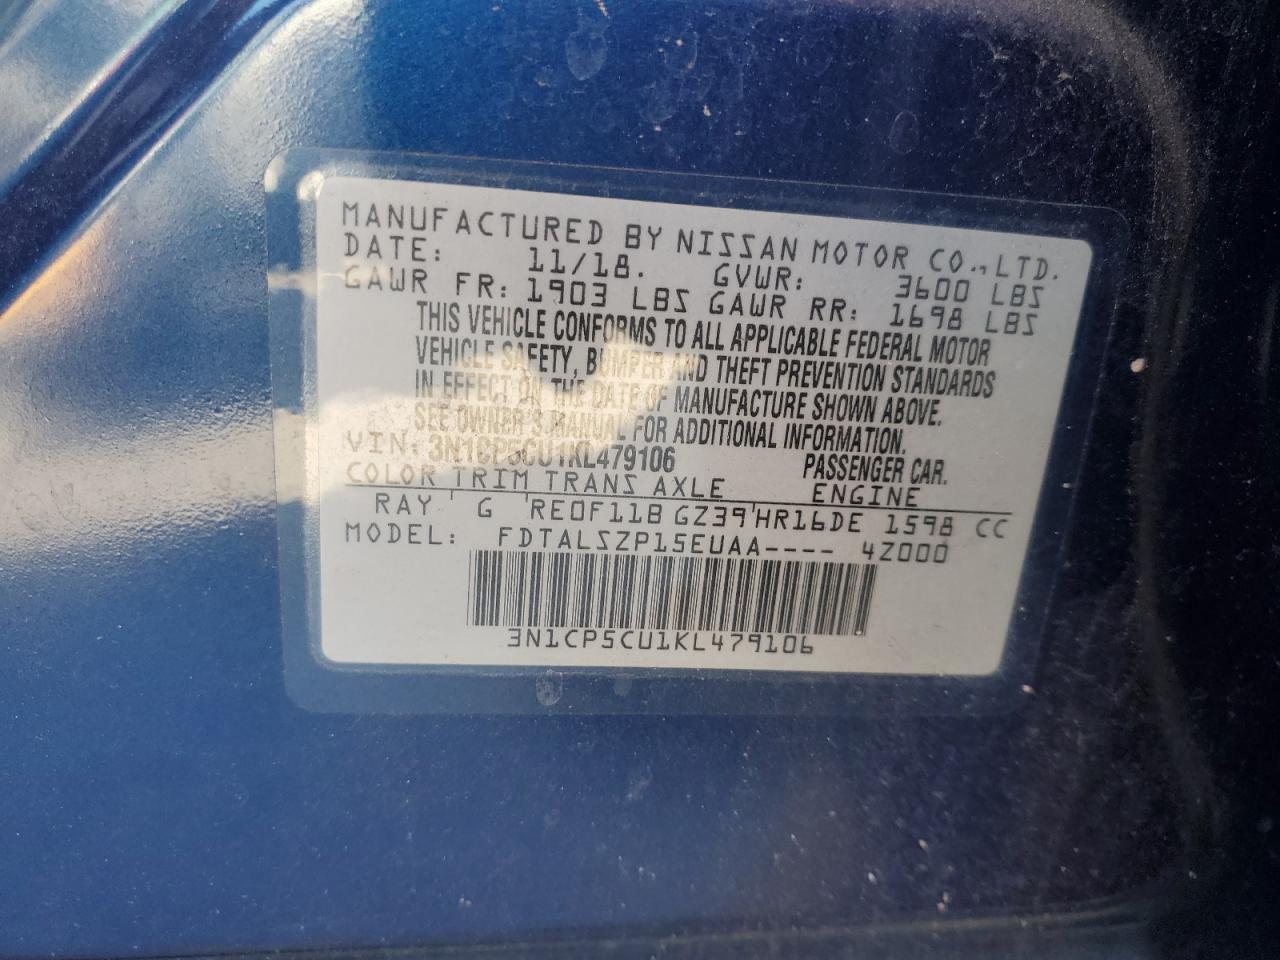 MANUFACTURED BY NISSAN MOTOR CO., LTD.
DATE: 11/18. GVWR: 3600 LBS
GAWR FR: 1903 LBS GAWR RR: 1698 LBS
THIS VEHICLE CONFORMS TO ALL APPLICABLE FEDERAL MOTOR
VEHICLE SAFETY, BUMPER AND THEFT PREVENTION STANDARDS
IN EFFECT ON THE DATE OF MANUFACTURE SHOWN ABOVE.
SEE OWNER'S MANUAL FOR ADDITIONAL INFORMATION.
VIN: 3N1CP5CU1KL479106 PASSENGER CAR.
COLOR TRIM TRANS AXLE ENGINE
RAY G RE0F11B GZ39 HR16DE 1598 CC
MODEL: FDTALSZP15EUAA---- 4Z000
3N1CP5CU1KL479106